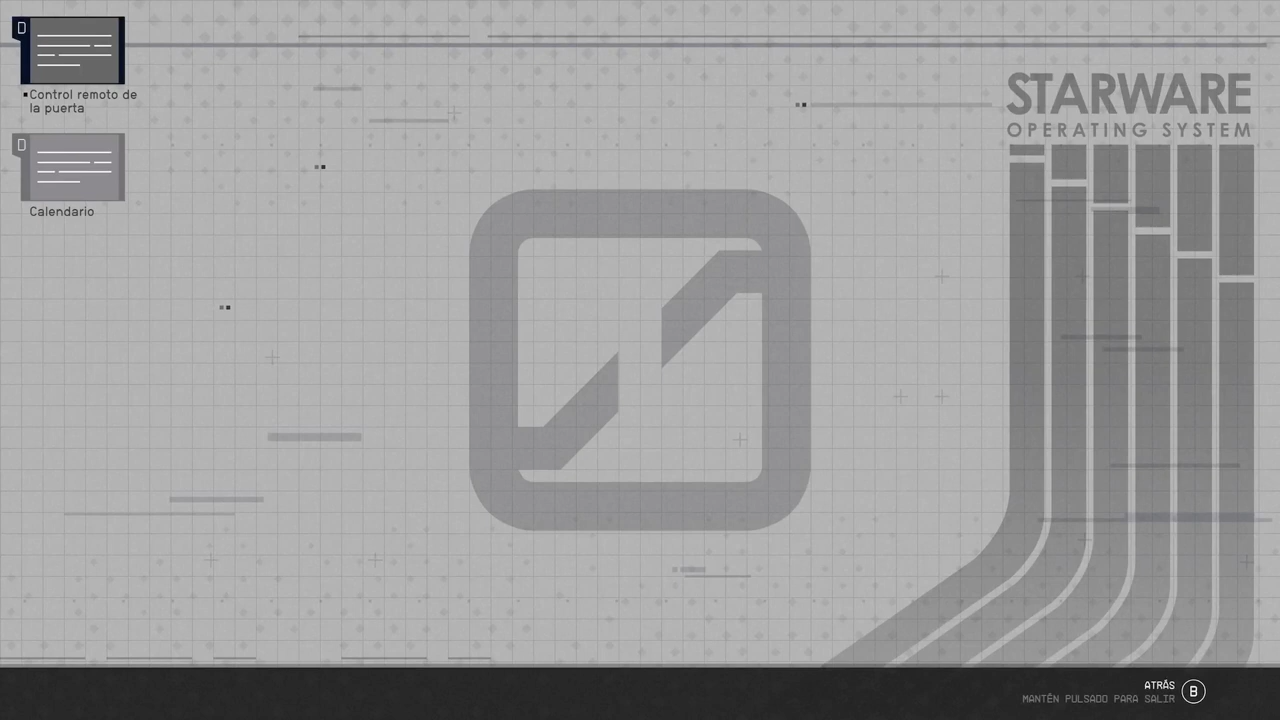 D
Control remoto de
la puerta
D
Calendario
STARWARE
OPERATING SYSTEM
ATRÁS
MANTÉN PULSADO PARA SALIR
B